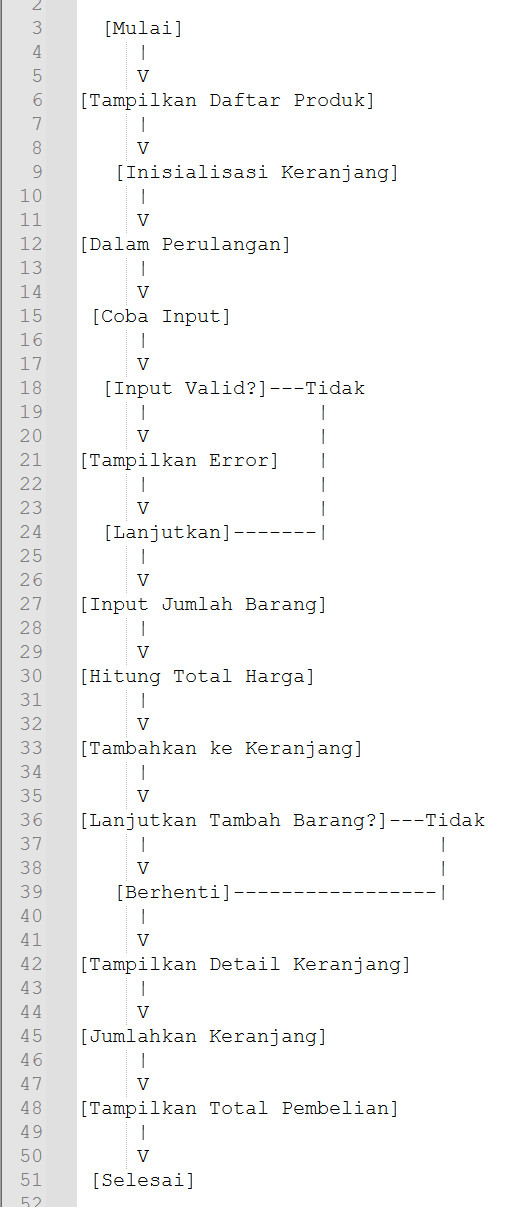 2
3 [Mulai]
4 |
5 V
6 [Tampilkan Daftar Produk]
7 |
8 V
9 [Inisialisasi Keranjang]
10 |
11 V
12 [Dalam Perulangan]
13 |
14 V
15 [Coba Input]
16 |
17 V
18 [Input Valid?]---Tidak
19 | |
20 V |
21 [Tampilkan Error] |
22 | |
23 V |
24 [Lanjutkan]-------|
25 |
26 V
27 [Input Jumlah Barang]
28 |
29 V
30 [Hitung Total Harga]
31 |
32 V
33 [Tambahkan ke Keranjang]
34 |
35 V
36 [Lanjutkan Tambah Barang?]---Tidak
37 | |
38 V |
39 [Berhenti]-----------------|
40 |
41 V
42 [Tampilkan Detail Keranjang]
43 |
44 V
45 [Jumlahkan Keranjang]
46 |
47 V
48 [Tampilkan Total Pembelian]
49 |
50 V
51 [Selesai]
52